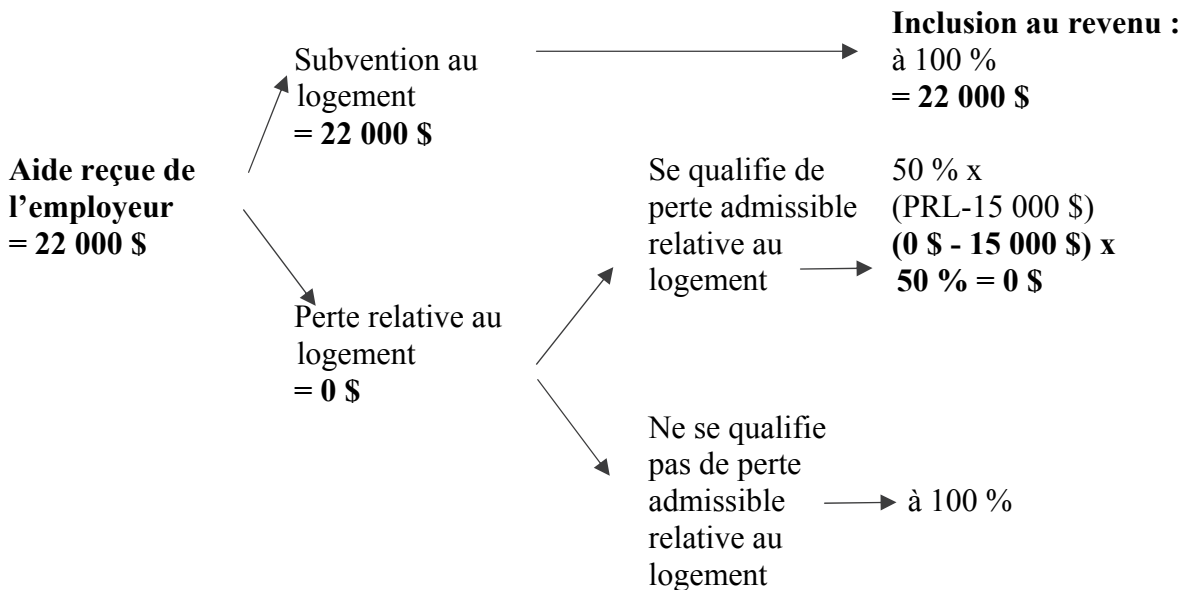 Aide reçue de
l’employeur
= 22 000 $
Subvention au
logement
= 22 000 $
Inclusion au revenu :
à 100 %
= 22 000 $
Perte relative au
logement
= 0 $
Se qualifie de
perte admissible
relative au
logement
50 % x
(PRL-15 000 $)
(0 $ - 15 000 $) x
50 % = 0 $
Ne se qualifie
pas de perte
admissible
relative au
logement
à 100 %